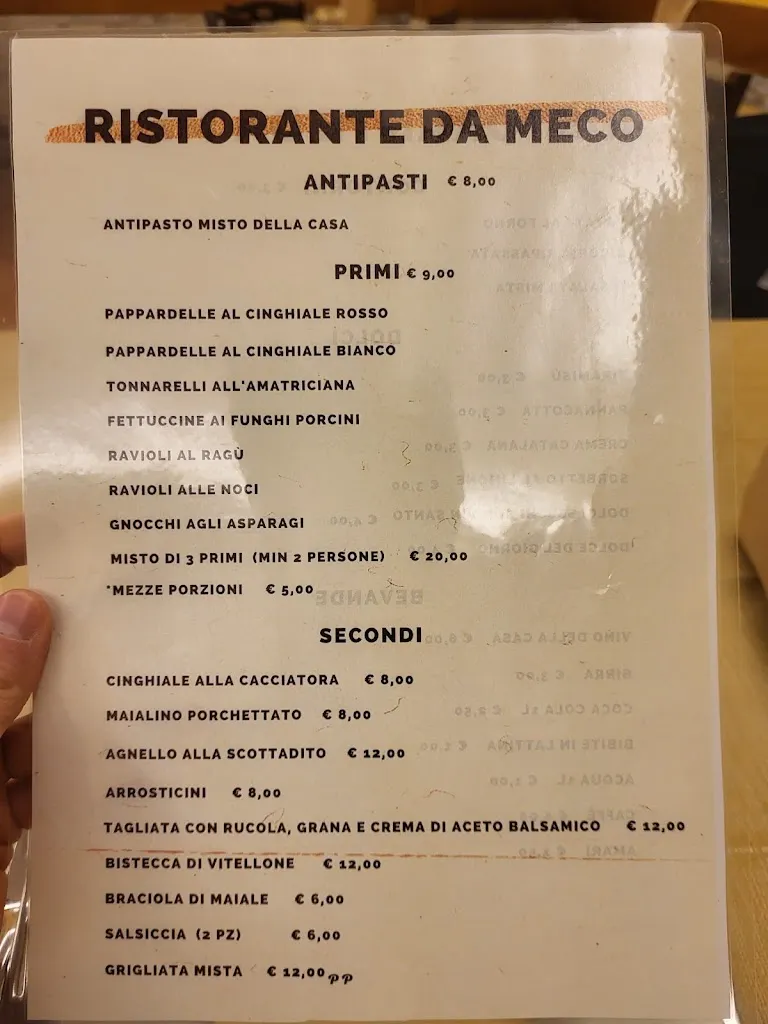 RISTORANTE DA MECO
ANTIPASTI € 8,00
ANTIPASTO MISTO DELLA CASA
PRIMI € 9,00
PAPPARDELLE AL CINGHIALE ROSSO
PAPPARDELLE AL CINGHIALE BIANCO
TONNARELLI ALL'AMATRICIANA
FETTUCCINE AI FUNGHI PORCINI
RAVIOLI AL RAGÙ
RAVIOLI ALLE NOCI
GNOCCHI AGLI ASPARAGI
MISTO DI 3 PRIMI (MIN 2 PERSONE) € 20,00
*MEZZE PORZIONI € 5,00
SECONDI
CINGHIALE ALLA CACCIATORA € 8,00
MAIALINO PORCHETTATO € 8,00
AGNELLO ALLA SCOTTADITO € 12,00
ARROSTICINI € 8,00
TAGLIATA CON RUCOLA, GRANA E CREMA DI ACETO BALSAMICO € 12,00
BISTECCA DI VITELLONE € 12,00
BRACIOLA DI MAIALE € 6,00
SALSICCIA (2 PZ) € 6,00
GRIGLIATA MISTA € 12,00 PP